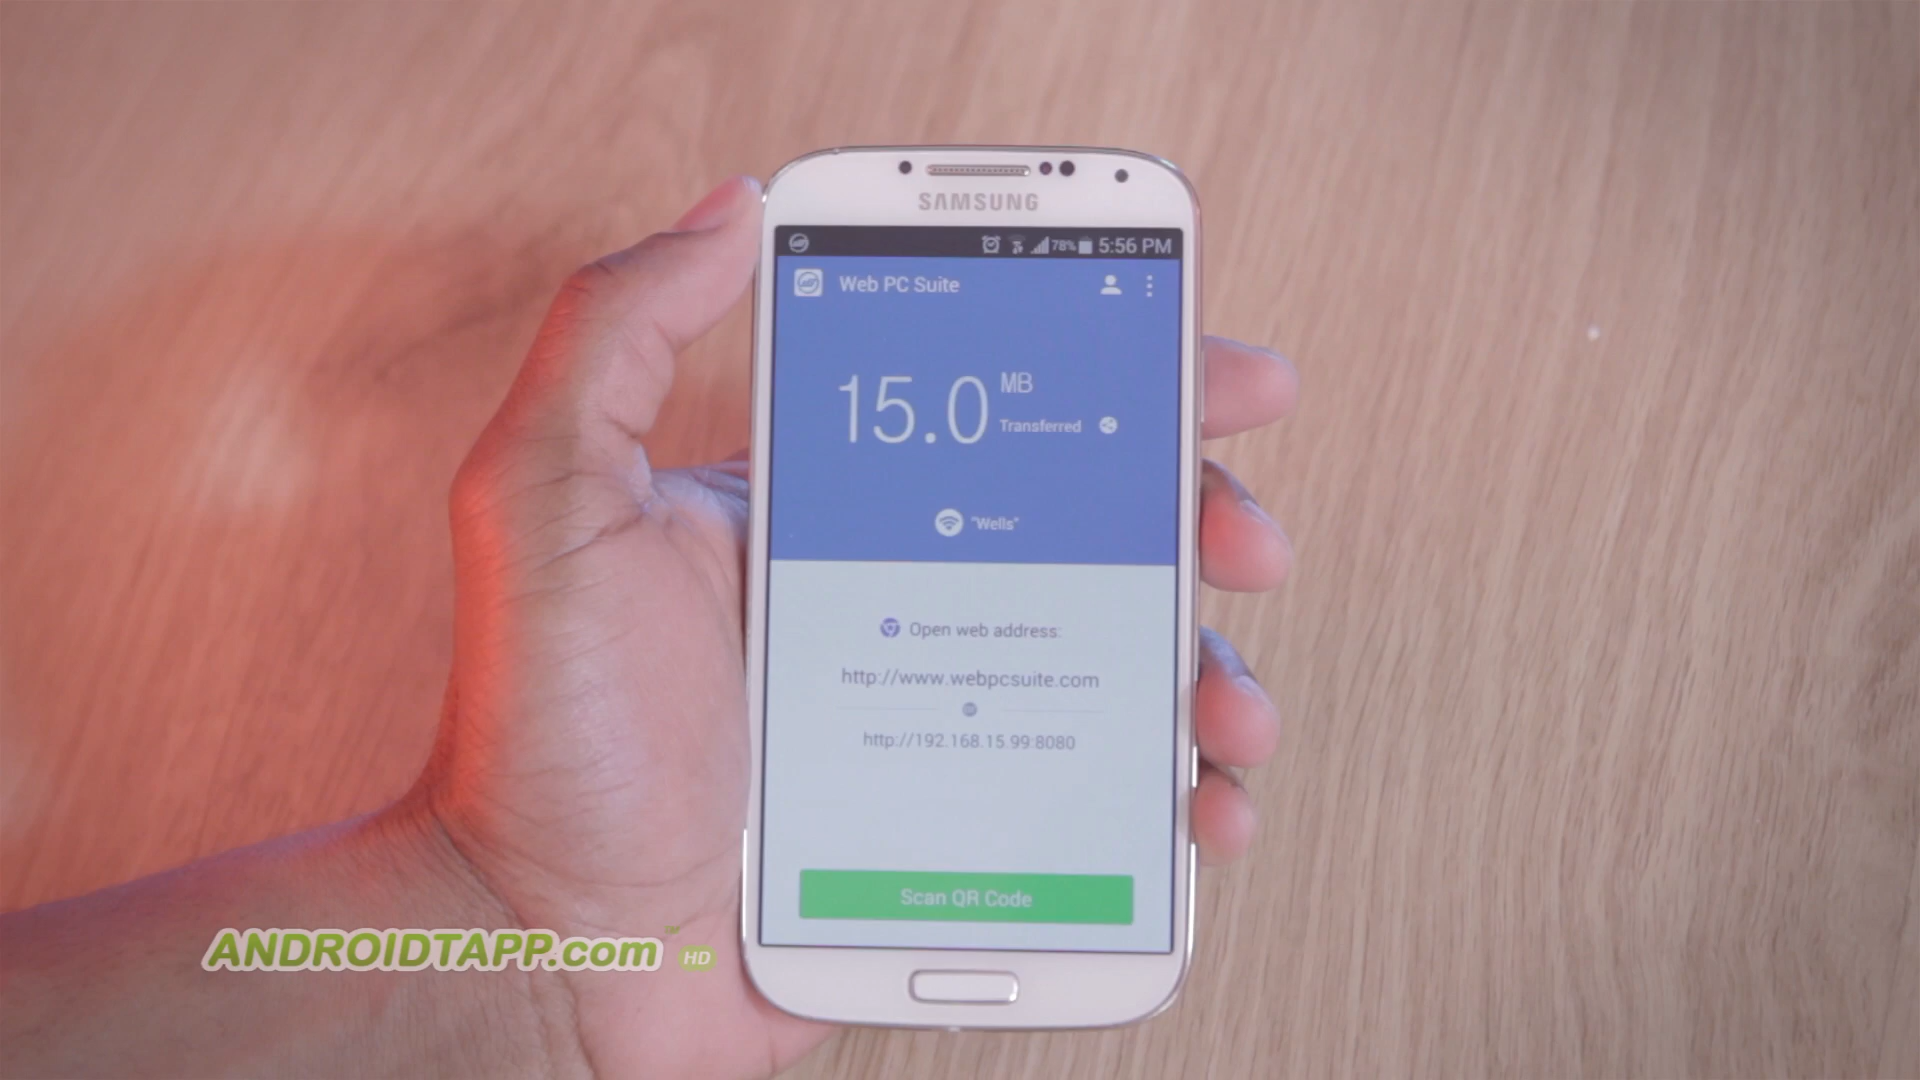 SAMSUNG
78% 5:56 PM
Web PC Suite
15.0 MB
Transferred
"Wells"
Open web address:
http://www.webpcsuite.com
http://192.168.15.99:8080
Scan QR Code
ANDROIDTAPP.com™ HD